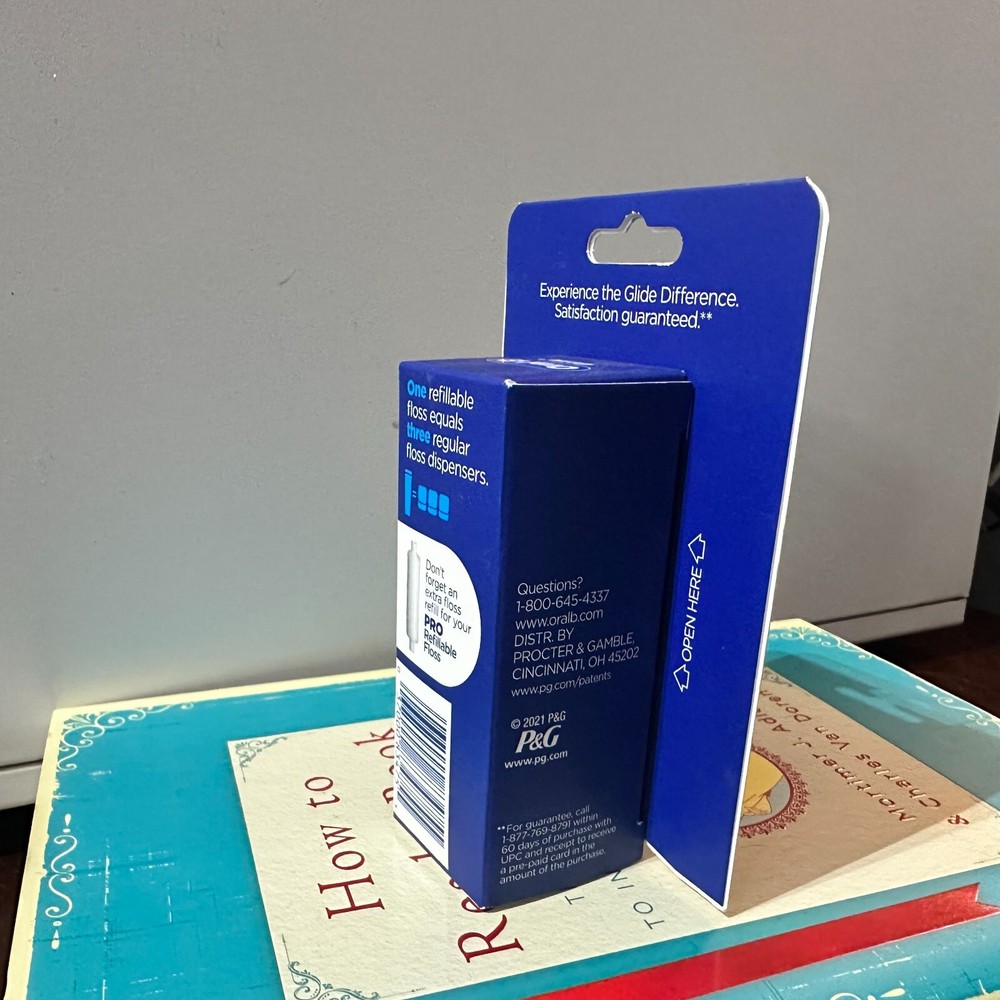 Experience the Glide Difference.
Satisfaction guaranteed.**
One refillable
floss equals
three regular
floss dispensers.
=
Don't
forget an
extra floss
refill for your
PRO
Refillable
Floss
Questions?
1-800-645-4337
www.oralb.com
DISTR. BY
PROCTER & GAMBLE,
CINCINNATI, OH 45202
www.pg.com/patents
© 2021 P&G
P&G
www.pg.com
**For guarantee, call
1-877-769-8791 within
60 days of purchase with
UPC and receipt to receive
a pre-paid card in the
amount of the purchase.
OPEN HERE
How to
TO
Mortimer J.
& Charles Van Doren